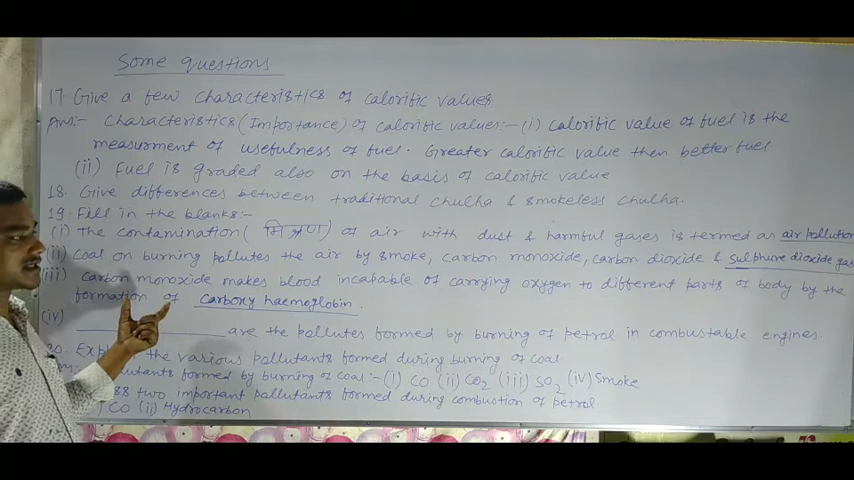 Some questions
17 Give a few characteristics of calorific values
Ans:- Characteristics (Importance) of calorific values:- (i) Calorific value of fuel is the
measurment of usefulness of fuel. Greater calorific value then better fuel
(ii) Fuel is graded also on the basis of calorific value
18. Give differences between traditional chulha & smokeless chulha.
19. Fill in the blanks:-
(i) The contamination (मिश्रण) of air with dust & harmful gases is termed as air pollution
(ii) Coal on burning pollutes the air by smoke, carbon monoxide, carbon dioxide & sulphure dioxide gas
(iii) Carbon monoxide makes blood incapable of carrying oxygen to different parts of body by the
formation of carboxy haemoglobin.
(iv) ________ are the pollutes formed by burning of petrol in combustable engines.
the various pollutants formed during burning of coal
formed by burning of coal:- (i) CO (ii) CO2 (iii) SO2 (iv) Smoke
two important pollutants formed during combustion of petrol
CO (ii) Hydrocarbon